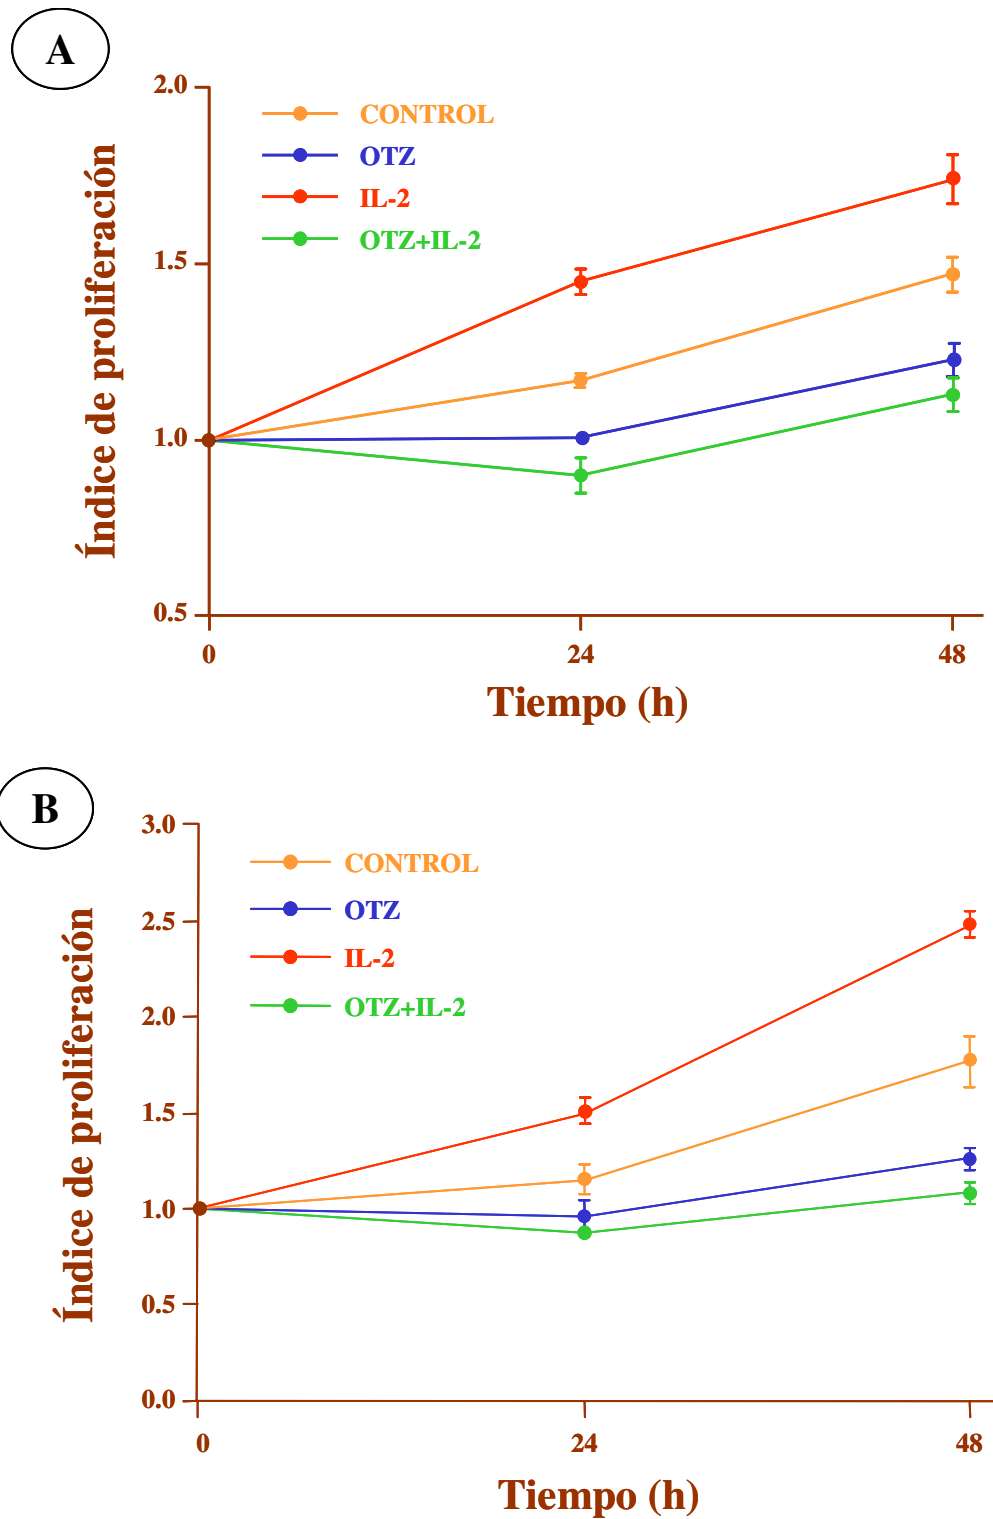 A
2.0
CONTROL
OTZ
IL-2
OTZ+IL-2
1.5
1.0
0.5
Índice de proliferación
0 24 48
Tiempo (h)
B
3.0
CONTROL
OTZ
IL-2
OTZ+IL-2
2.5
2.0
1.5
1.0
0.5
0.0
Índice de proliferación
0 24 48
Tiempo (h)